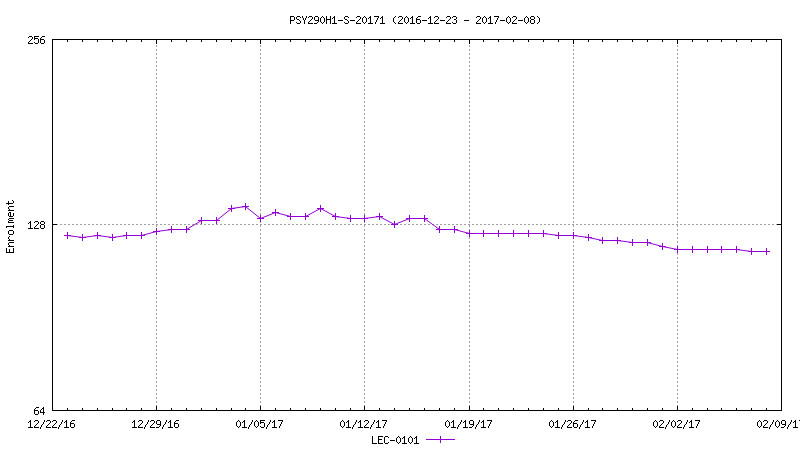 PSY290H1-S-20171 (2016-12-23 - 2017-02-08)
256
128
64
Enrolment
12/22/16 12/29/16 01/05/17 01/12/17 01/19/17 01/26/17 02/02/17 02/09/17
LEC-0101